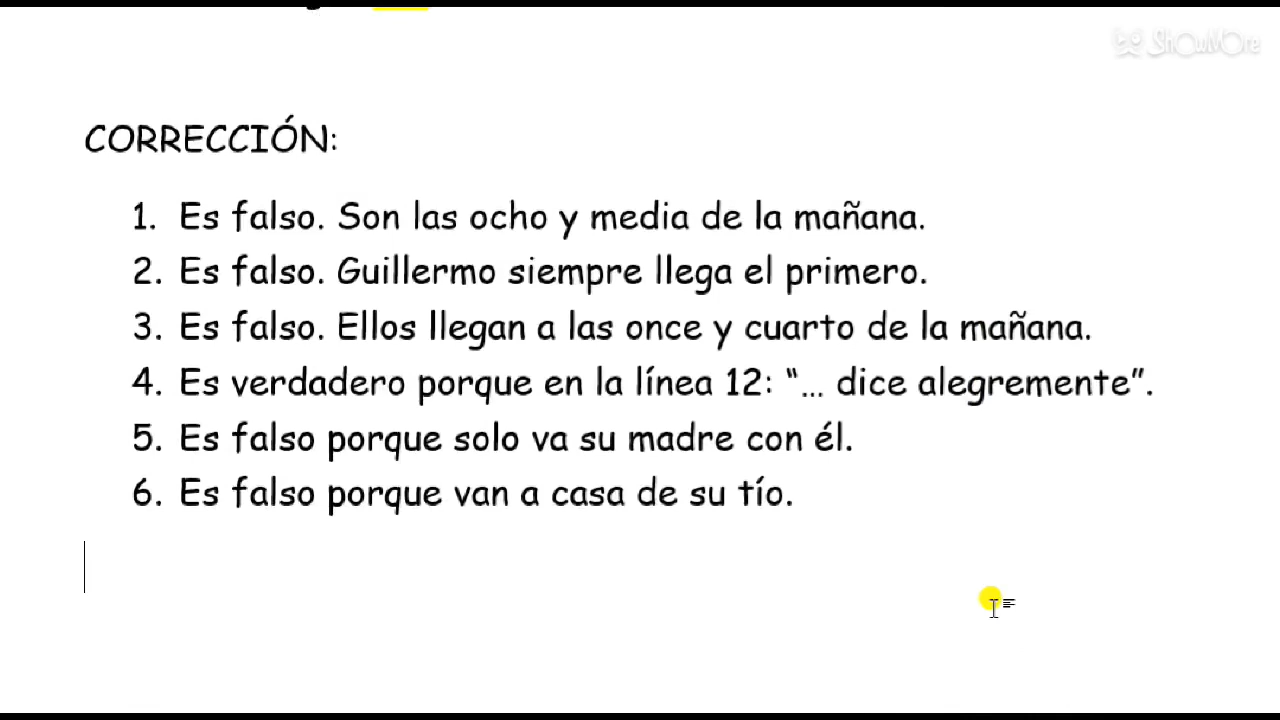 ShowMore
CORRECCIÓN:
1. Es falso. Son las ocho y media de la mañana.
2. Es falso. Guillermo siempre llega el primero.
3. Es falso. Ellos llegan a las once y cuarto de la mañana.
4. Es verdadero porque en la línea 12: “… dice alegremente”.
5. Es falso porque solo va su madre con él.
6. Es falso porque van a casa de su tío.